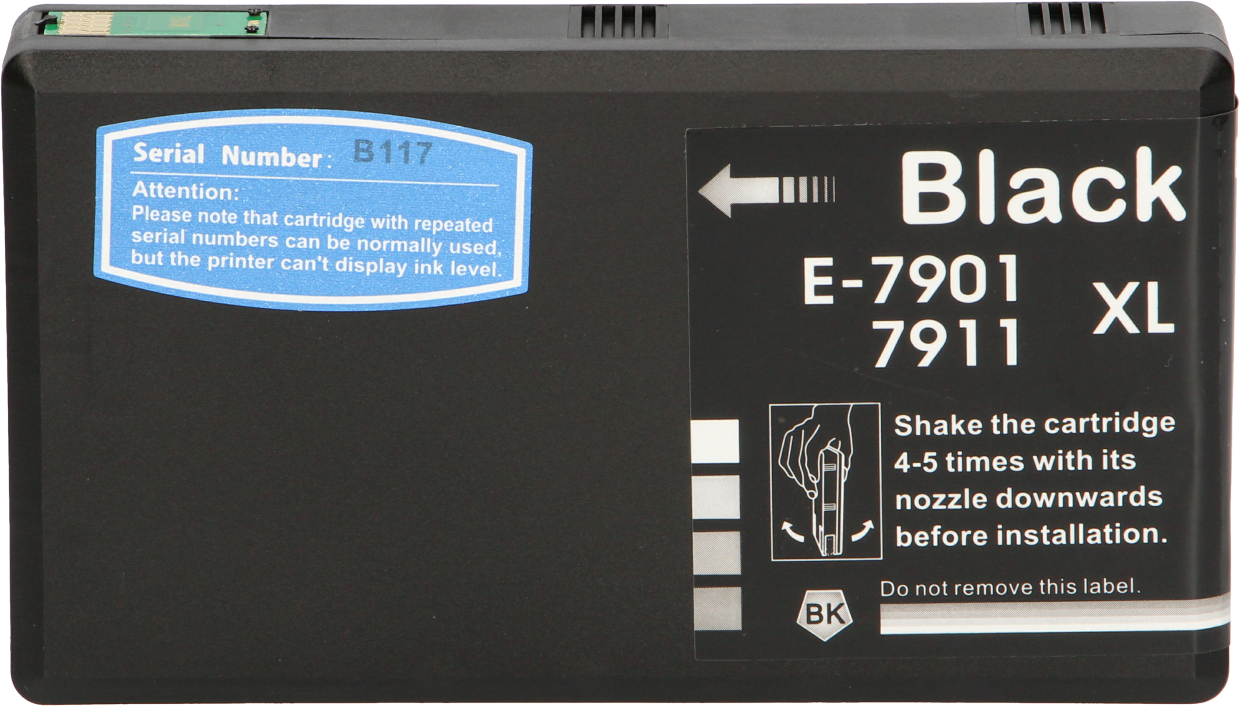 Serial Number: B117
Attention:
Please note that cartridge with repeated
serial numbers can be normally used,
but the printer can't display ink level.
Black
E-7901
7911
XL
Shake the cartridge
4-5 times with its
nozzle downwards
before installation.
Do not remove this label.
BK